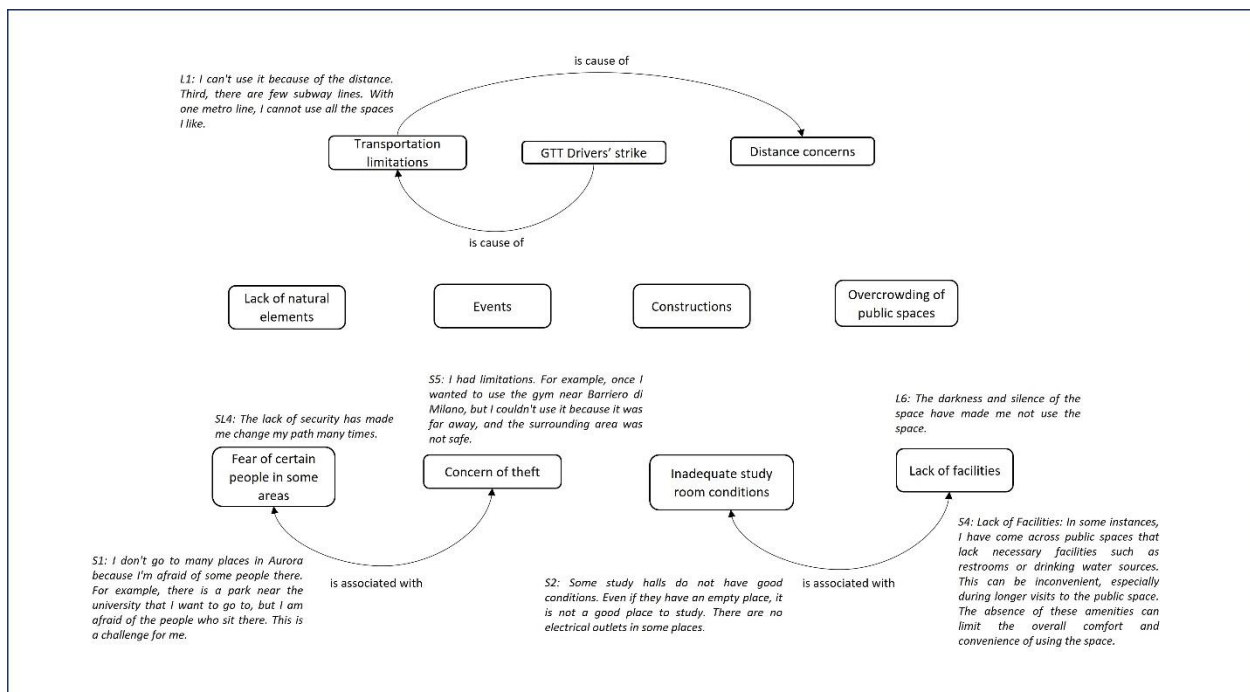 is cause of
L1: I can't use it because of the distance.
Third, there are few subway lines. With
one metro line, I cannot use all the spaces
I like.
Transportation
limitations
GTT Drivers' strike
Distance concerns
is cause of
Lack of natural
elements
Events
Constructions
Overcrowding of
public spaces
S5: I had limitations. For example, once I
wanted to use the gym near Barriero di
Milano, but I couldn't use it because it was
far away, and the surrounding area was
not safe.
SL4: The lack of security has made
me change my path many times.
L6: The darkness and silence of the
space have made me not use the
space.
Fear of certain
people in some
areas
Concern of theft
Inadequate study
room conditions
Lack of facilities
S1: I don't go to many places in Aurora
because I'm afraid of some people there.
For example, there is a park near the
university that I want to go to, but I am
afraid of the people who sit there. This is
a challenge for me.
is associated with
S2: Some study halls do not have good
conditions. Even if they have an empty place, it
is not a good place to study. There are no
electrical outlets in some places.
is associated with
S4: Lack of Facilities: In some instances,
I have come across public spaces that
lack necessary facilities such as
restrooms or drinking water sources.
This can be inconvenient, especially
during longer visits to the public space.
The absence of these amenities can
limit the overall comfort and
convenience of using the space.